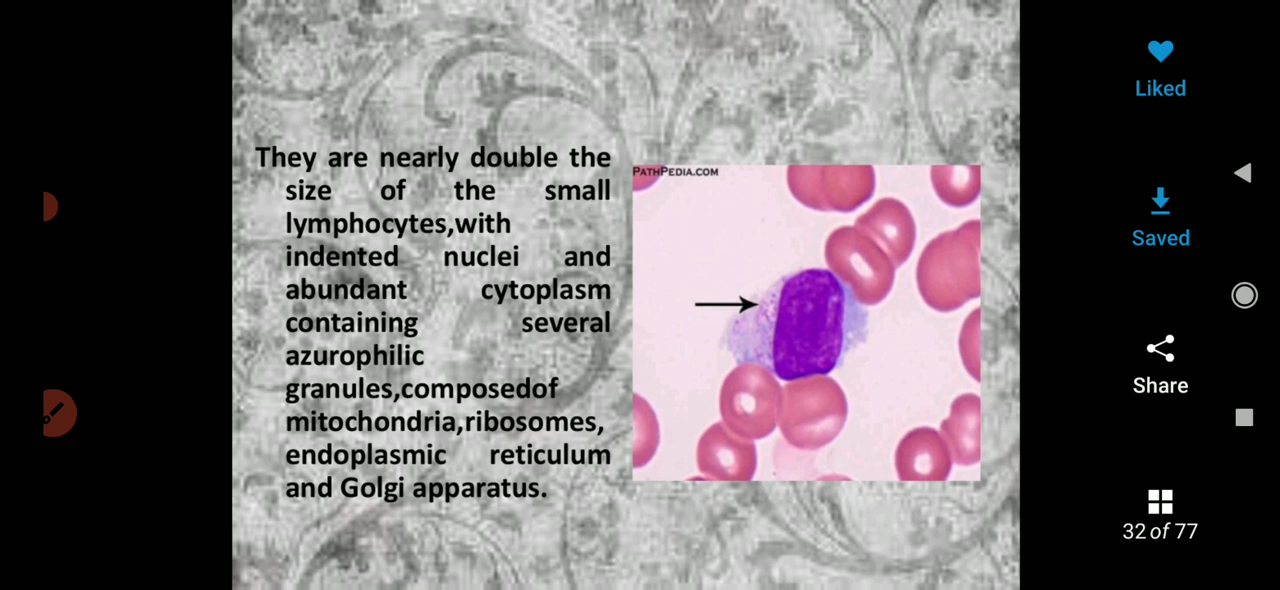 They are nearly double the
size of the small
lymphocytes,with
indented nuclei and
abundant cytoplasm
containing several
azurophilic
granules,composedof
mitochondria,ribosomes,
endoplasmic reticulum
and Golgi apparatus.
PATHPEDIA.COM
Liked
Saved
Share
32 of 77